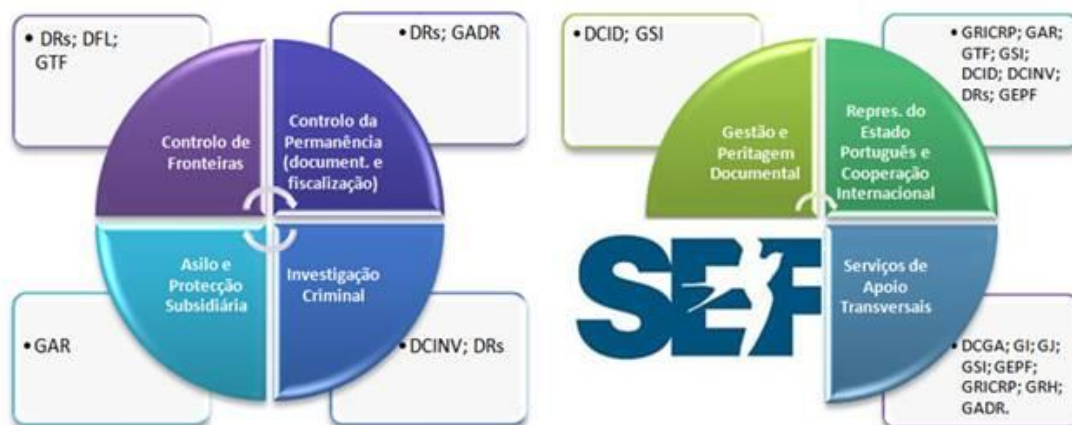 • DRs; DFL;
GTF
• DRs; GADR
Controlo de
Fronteiras
Controlo da
Permanência
(document. e
fiscalização)
Asilo e
Protecção
Subsidiária
Investigação
Criminal
• GAR
• DCINV; DRs
• DCID; GSI
• GRICRP; GAR;
GTF; GSI;
DCID; DCINV;
DRs; GEPF
Gestão e
Peritagem
Documental
Repres. do
Estado
Português e
Cooperação
Internacional
SEF
Serviços de
Apoio
Transversais
• DCGA; GI; GJ;
GSI; GEPF;
GRICRP; GRH;
GADR.